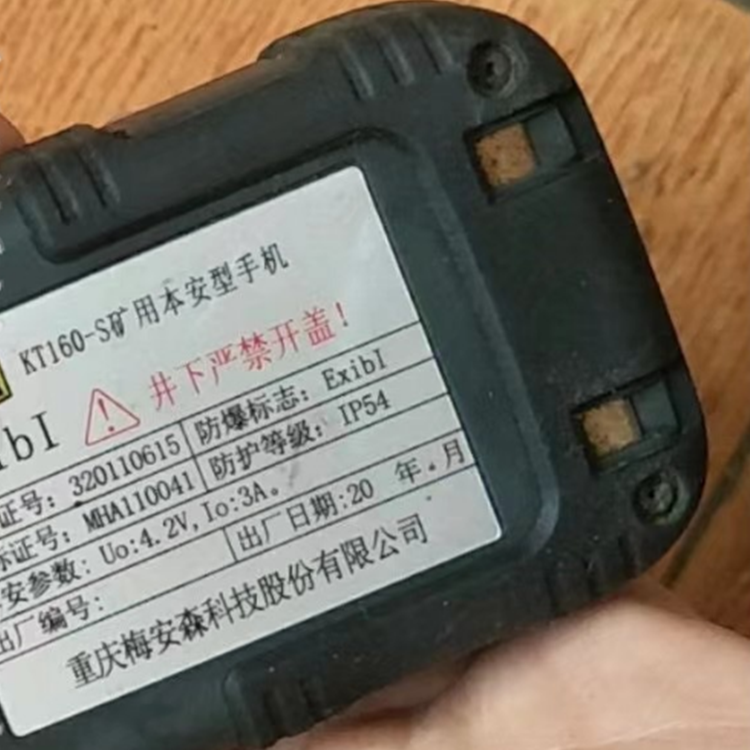 KT160-S矿用本安型手机
ibI
井下严禁开盖!
证号: 320110615 防爆标志: ExibI
标证号: MHA110041 防护等级: IP54
安参数: Uo:4.2V,Io:3A。
出厂编号: 出厂日期:20 年 月
重庆梅安森科技股份有限公司